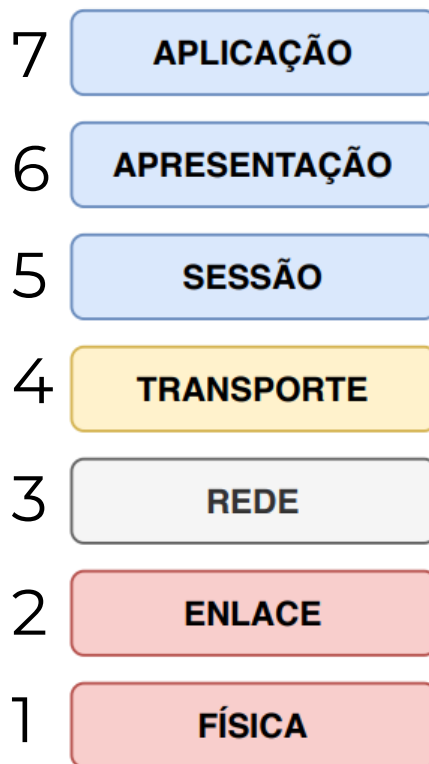 7 APLICAÇÃO
6 APRESENTAÇÃO
5 SESSÃO
4 TRANSPORTE
3 REDE
2 ENLACE
1 FÍSICA